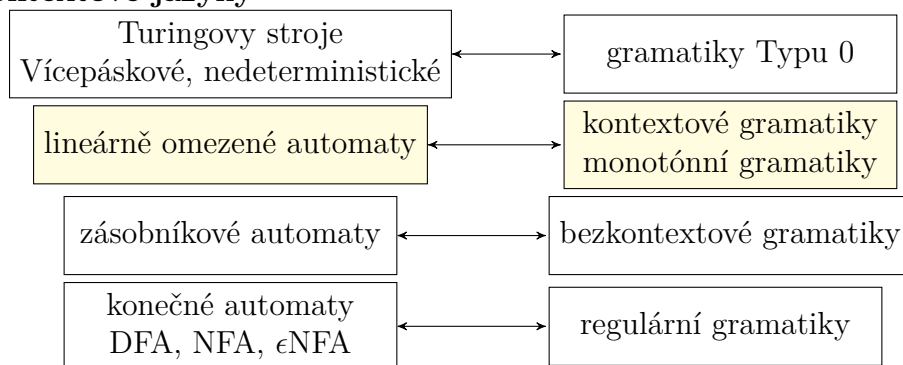 jazyky
Turingovy stroje
Vícepáskové, nedeterministické
gramatiky Typu 0
lineárně omezené automaty
kontextové gramatiky
monotónní gramatiky
zásobníkové automaty
bezkontextové gramatiky
konečné automaty
DFA, NFA, ϵNFA
regulární gramatiky